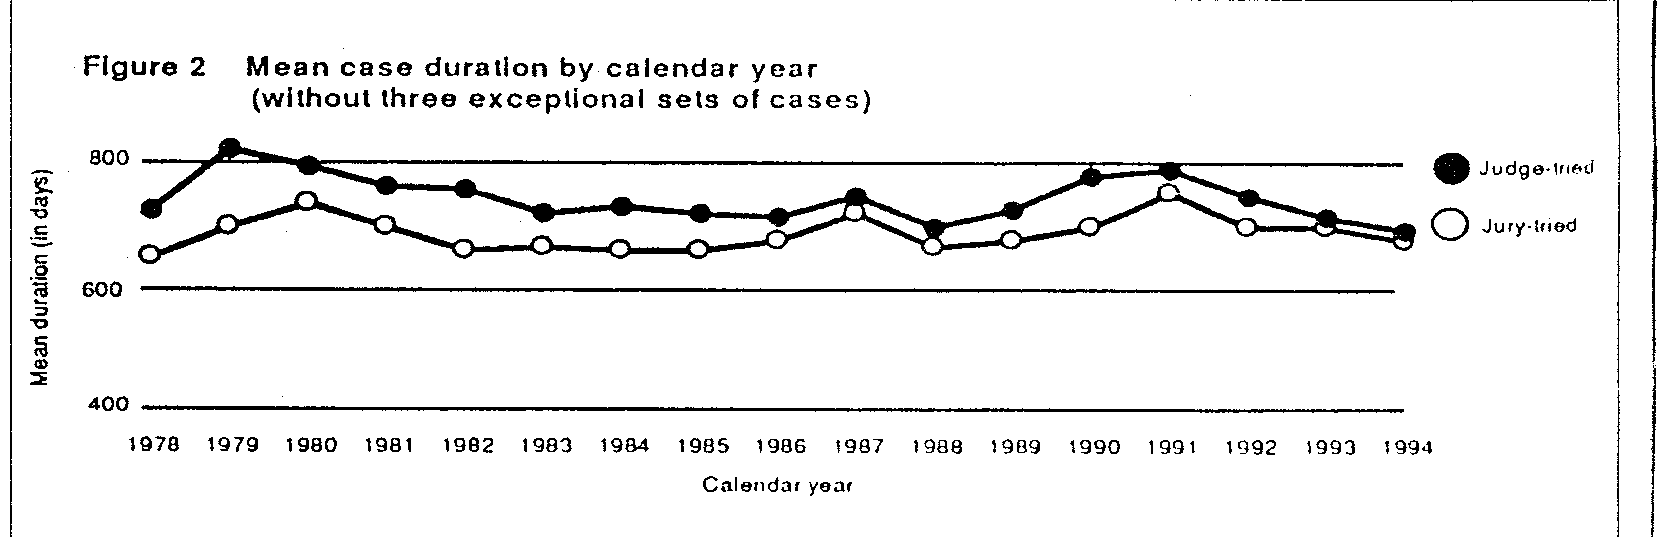 Figure 2 Mean case duration by calendar year
(without three exceptional sets of cases)
Mean duration (in days)
800
600
400
Judge-tried
Jury-tried
1978 1979 1980 1981 1982 1983 1984 1985 1986 1987 1988 1989 1990 1991 1992 1993 1994
Calendar year